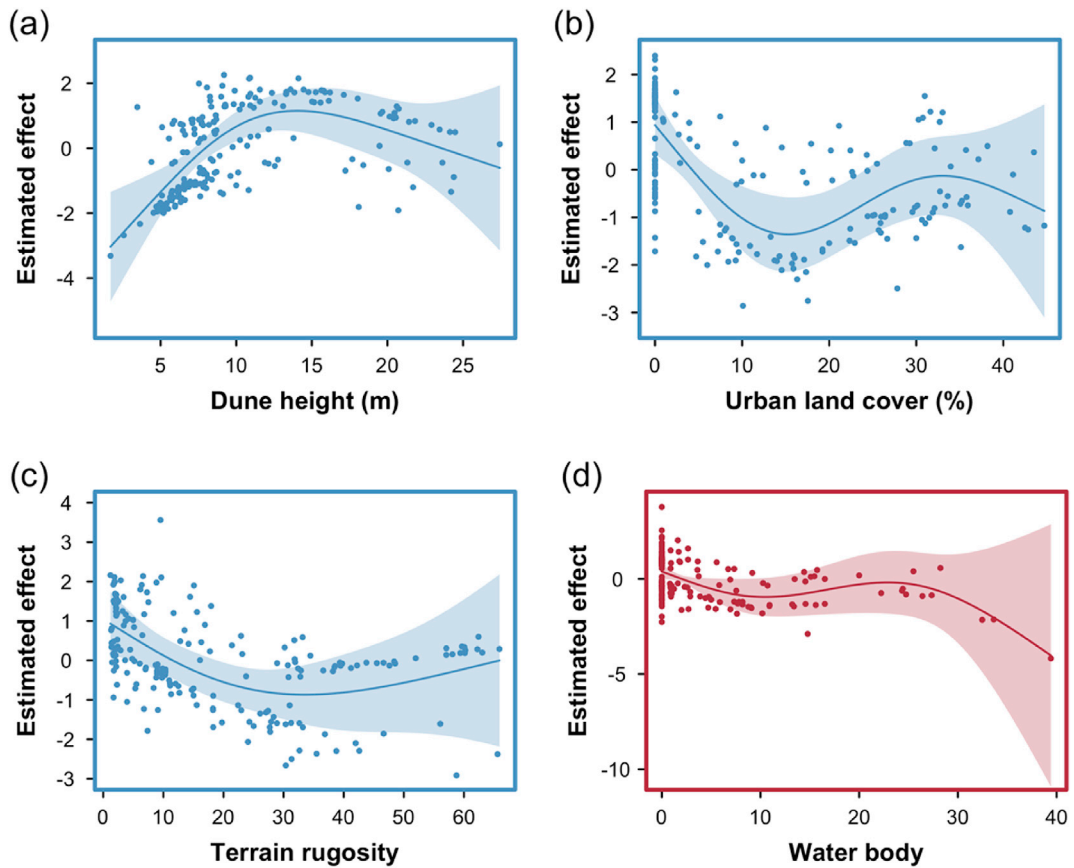 (a)
Estimated effect
2
0
-2
-4
5 10 15 20 25
Dune height (m)
(b)
Estimated effect
2
1
0
-1
-2
-3
0 10 20 30 40
Urban land cover (%)
(c)
Estimated effect
4
3
2
1
0
-1
-2
-3
0 10 20 30 40 50 60
Terrain rugosity
(d)
Estimated effect
0
-5
-10
0 10 20 30 40
Water body